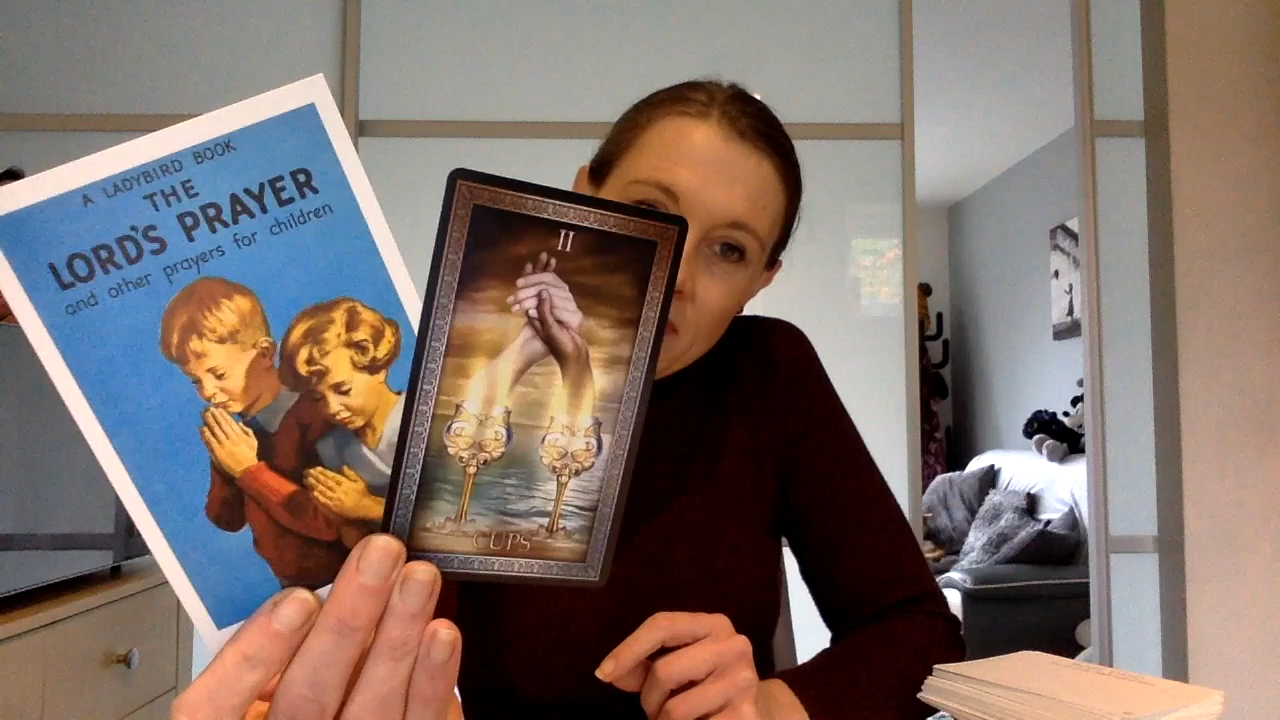 A LADYBIRD BOOK
THE
LORD'S PRAYER
and other prayers for children
II
CUPS